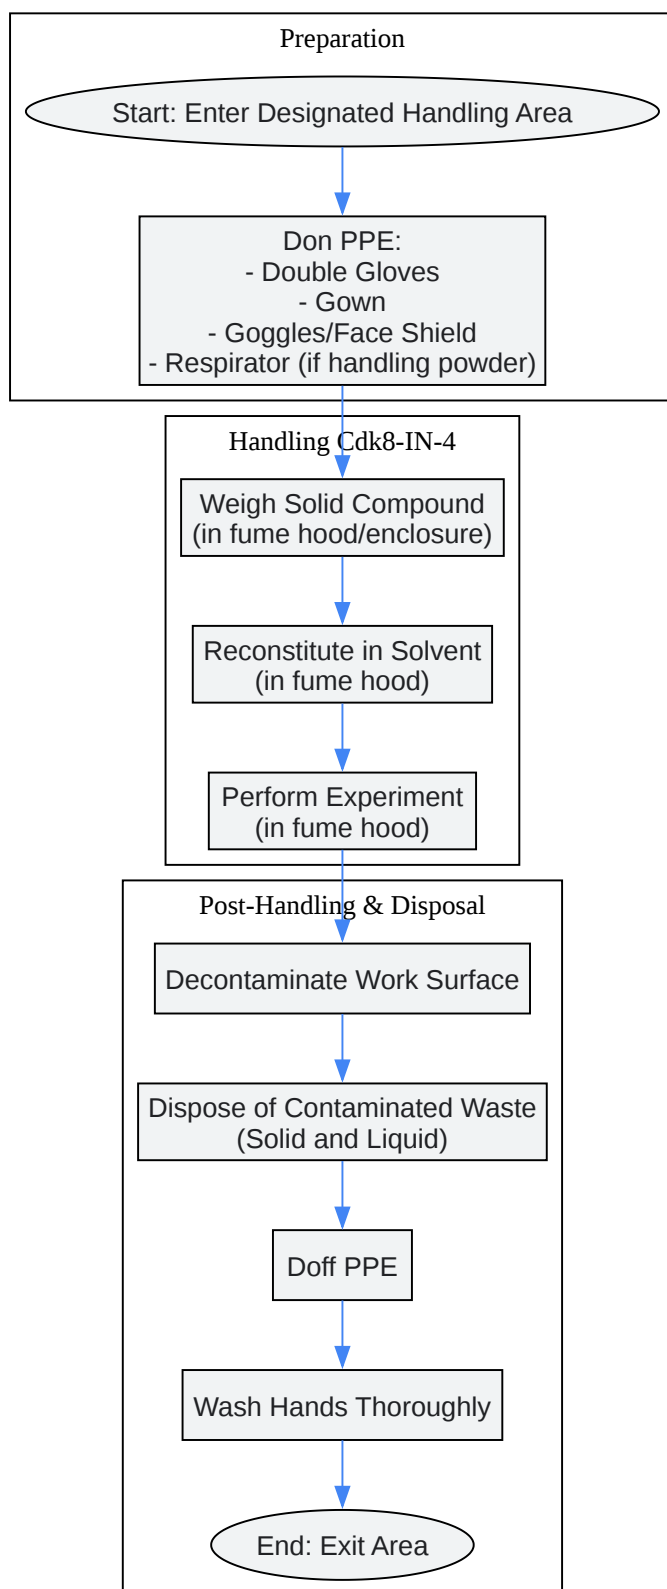 Preparation
Start: Enter Designated Handling Area
Don PPE:
- Double Gloves
- Gown
- Goggles/Face Shield
- Respirator (if handling powder)
Handling Cdk8-IN-4
Weigh Solid Compound
(in fume hood/enclosure)
Reconstitute in Solvent
(in fume hood)
Perform Experiment
(in fume hood)
Post-Handling & Disposal
Decontaminate Work Surface
Dispose of Contaminated Waste
(Solid and Liquid)
Doff PPE
Wash Hands Thoroughly
End: Exit Area